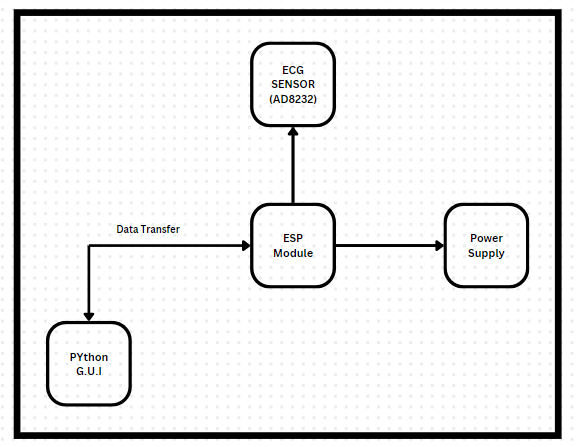 ECG
SENSOR
(AD8232)
Data Transfer
ESP
Module
Power
Supply
PYthon
G.U.I